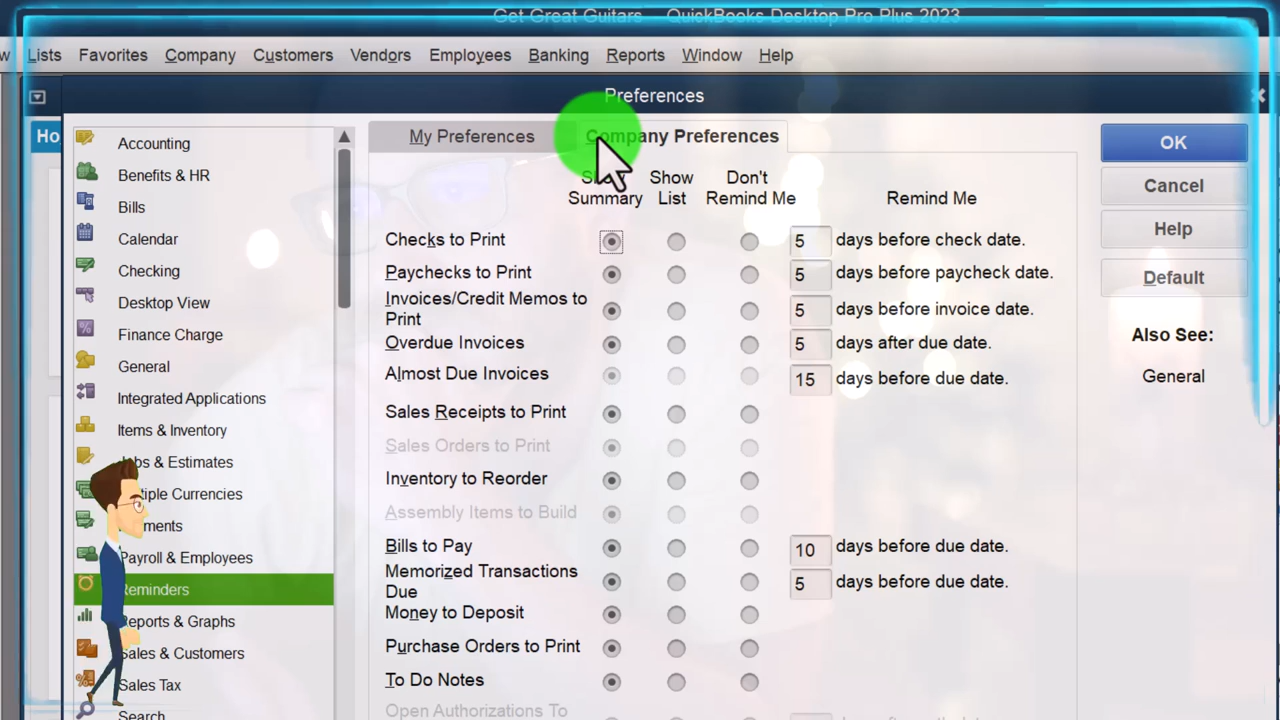 Get Great Guitars - QuickBooks Desktop Pro Plus 2023
w Lists Favorites Company Customers Vendors Employees Banking Reports Window Help
Preferences
Ho
Accounting
Benefits & HR
Bills
Calendar
Checking
Desktop View
Finance Charge
General
Integrated Applications
Items & Inventory
Jobs & Estimates
Multiple Currencies
Payments
Payroll & Employees
Reminders
Reports & Graphs
Sales & Customers
Sales Tax
Search
My Preferences Company Preferences
Show Summary Show List Don't Remind Me Remind Me
Checks to Print 5 days before check date.
Paychecks to Print 5 days before paycheck date.
Invoices/Credit Memos to Print 5 days before invoice date.
Overdue Invoices 5 days after due date.
Almost Due Invoices 15 days before due date.
Sales Receipts to Print
Sales Orders to Print
Inventory to Reorder
Assembly Items to Build
Bills to Pay 10 days before due date.
Memorized Transactions Due 5 days before due date.
Money to Deposit
Purchase Orders to Print
To Do Notes
Open Authorizations To
OK
Cancel
Help
Default
Also See:
General